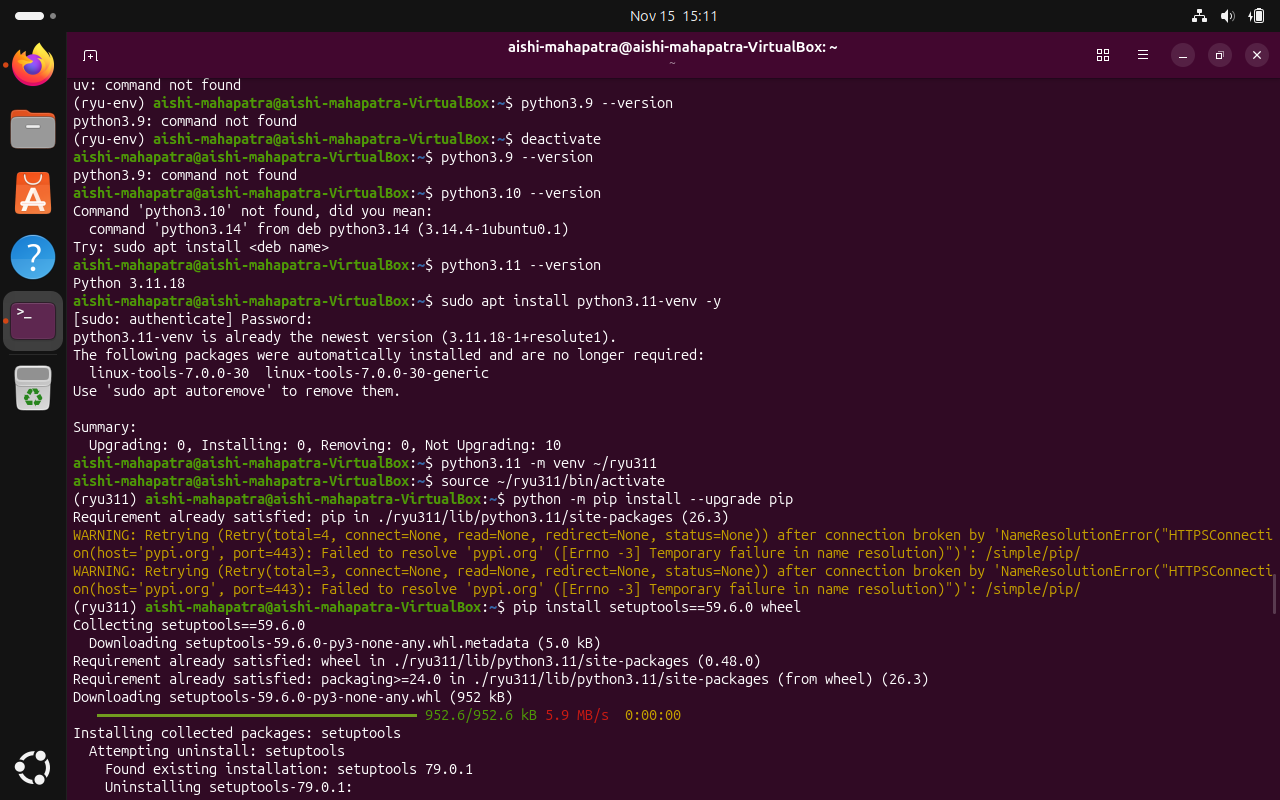 Nov 15 15:11
aishi-mahapatra@aishi-mahapatra-VirtualBox: ~
~
uv: command not found
(ryu-env) aishi-mahapatra@aishi-mahapatra-VirtualBox:~$ python3.9 --version
python3.9: command not found
(ryu-env) aishi-mahapatra@aishi-mahapatra-VirtualBox:~$ deactivate
aishi-mahapatra@aishi-mahapatra-VirtualBox:~$ python3.9 --version
python3.9: command not found
aishi-mahapatra@aishi-mahapatra-VirtualBox:~$ python3.10 --version
Command 'python3.10' not found, did you mean:
  command 'python3.14' from deb python3.14 (3.14.4-1ubuntu0.1)
Try: sudo apt install <deb name>
aishi-mahapatra@aishi-mahapatra-VirtualBox:~$ python3.11 --version
Python 3.11.18
aishi-mahapatra@aishi-mahapatra-VirtualBox:~$ sudo apt install python3.11-venv -y
[sudo: authenticate] Password:
python3.11-venv is already the newest version (3.11.18-1+resolute1).
The following packages were automatically installed and are no longer required:
  linux-tools-7.0.0-30  linux-tools-7.0.0-30-generic
Use 'sudo apt autoremove' to remove them.
Summary:
  Upgrading: 0, Installing: 0, Removing: 0, Not Upgrading: 10
aishi-mahapatra@aishi-mahapatra-VirtualBox:~$ python3.11 -m venv ~/ryu311
aishi-mahapatra@aishi-mahapatra-VirtualBox:~$ source ~/ryu311/bin/activate
(ryu311) aishi-mahapatra@aishi-mahapatra-VirtualBox:~$ python -m pip install --upgrade pip
Requirement already satisfied: pip in ./ryu311/lib/python3.11/site-packages (26.3)
WARNING: Retrying (Retry(total=4, connect=None, read=None, redirect=None, status=None)) after connection broken by 'NameResolutionError("HTTPSConnecti
on(host='pypi.org', port=443): Failed to resolve 'pypi.org' ([Errno -3] Temporary failure in name resolution)")': /simple/pip/
WARNING: Retrying (Retry(total=3, connect=None, read=None, redirect=None, status=None)) after connection broken by 'NameResolutionError("HTTPSConnecti
on(host='pypi.org', port=443): Failed to resolve 'pypi.org' ([Errno -3] Temporary failure in name resolution)")': /simple/pip/
(ryu311) aishi-mahapatra@aishi-mahapatra-VirtualBox:~$ pip install setuptools==59.6.0 wheel
Collecting setuptools==59.6.0
  Downloading setuptools-59.6.0-py3-none-any.whl.metadata (5.0 kB)
Requirement already satisfied: wheel in ./ryu311/lib/python3.11/site-packages (0.48.0)
Requirement already satisfied: packaging>=24.0 in ./ryu311/lib/python3.11/site-packages (from wheel) (26.3)
Downloading setuptools-59.6.0-py3-none-any.whl (952 kB)
952.6/952.6 kB 5.9 MB/s  0:00:00
Installing collected packages: setuptools
  Attempting uninstall: setuptools
    Found existing installation: setuptools 79.0.1
    Uninstalling setuptools-79.0.1: